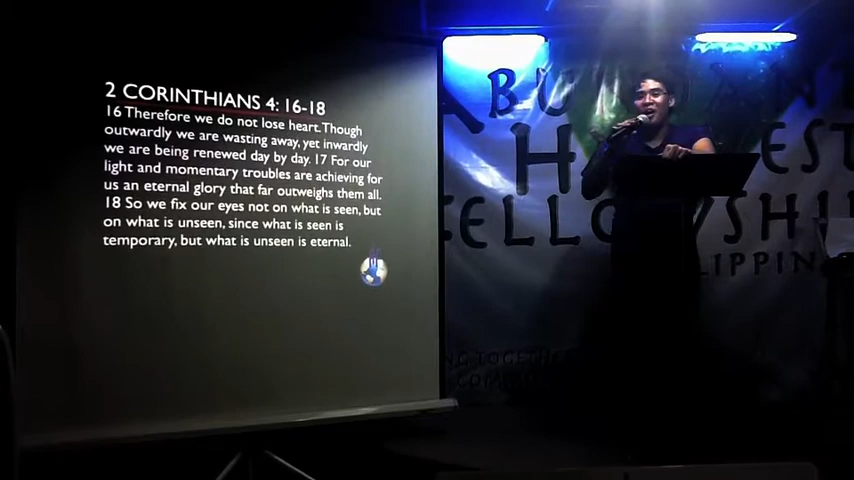 2 CORINTHIANS 4: 16-18
16 Therefore we do not lose heart. Though
outwardly we are wasting away, yet inwardly
we are being renewed day by day. 17 For our
light and momentary troubles are achieving for
us an eternal glory that far outweighs them all.
18 So we fix our eyes not on what is seen, but
on what is unseen, since what is seen is
temporary, but what is unseen is eternal.